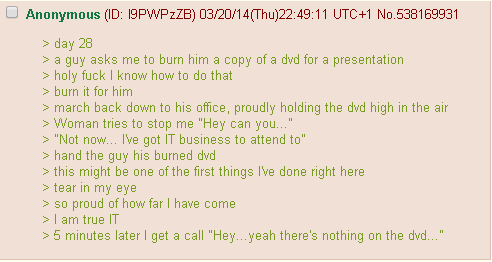 Anonymous (ID: I9PWPzZB) 03/20/14(Thu)22:49:11 UTC+1 No.538169931
> day 28
> a guy asks me to burn him a copy of a dvd for a presentation
> holy fuck I know how to do that
> burn it for him
> march back down to his office, proudly holding the dvd high in the air
> Woman tries to stop me "Hey can you..."
> "Not now... I've got IT business to attend to"
> hand the guy his burned dvd
> this might be one of the first things I've done right here
> tear in my eye
> so proud of how far I have come
> I am true IT
> 5 minutes later I get a call "Hey...yeah there's nothing on the dvd..."